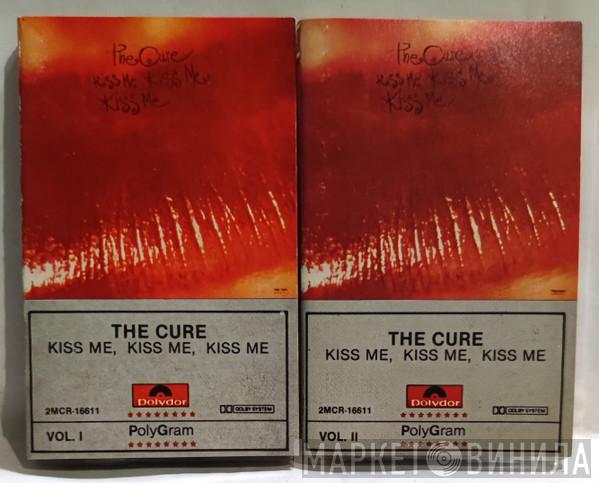 The Cure
Kiss Me Kiss Me
Kiss Me
THE CURE
KISS ME, KISS ME, KISS ME
Polydor
2MCR-16611
DOLBY SYSTEM
VOL. I
PolyGram
The Cure
Kiss Me Kiss Me
Kiss Me
THE CURE
KISS ME, KISS ME, KISS ME
Polydor
2MCR-16611
DOLBY SYSTEM
VOL. II
PolyGram
МАРКЕТ ВИНИЛА